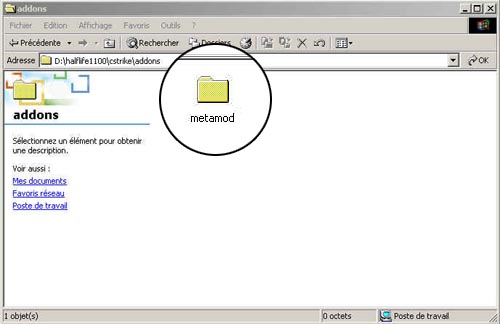 addons
Fichier Edition Affichage Favoris Outils ?
Précédente Rechercher Dossiers
Adresse D:\halflife1100\cstrike\addons OK
metamod
addons
Sélectionnez un élément pour obtenir
une description.
Voir aussi :
Mes documents
Favoris réseau
Poste de travail
1 objet(s) 0 octets Poste de travail